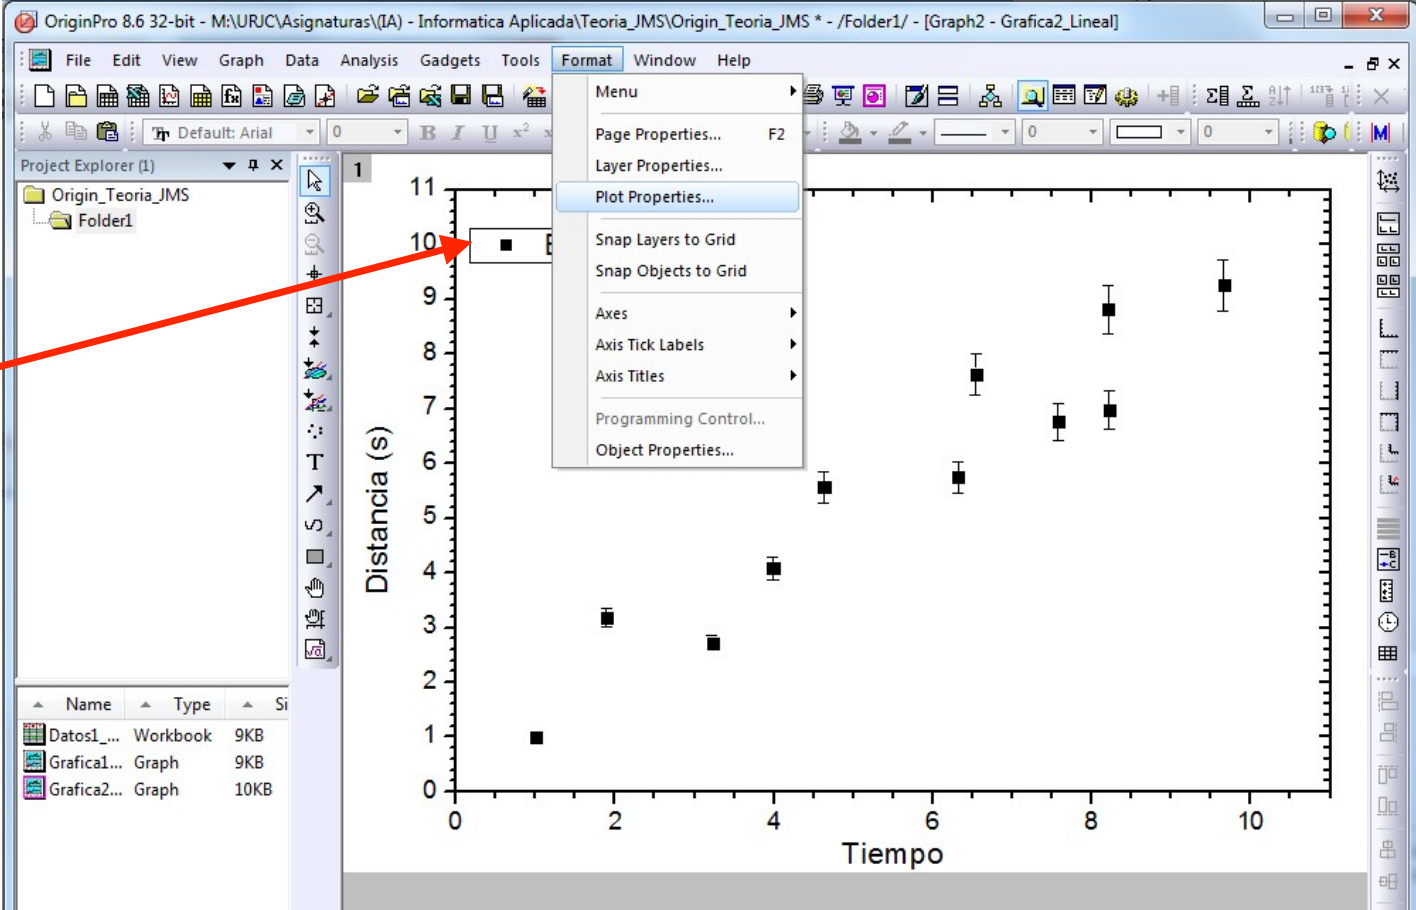 OriginPro 8.6 32-bit - M:\URJC\Asignaturas\(IA) - Informatica Aplicada\Teoria_JMS\Origin_Teoria_JMS * - /Folder1/ - [Graph2 - Grafica2_Lineal]
File Edit View Graph Data Analysis Gadgets Tools Format Window Help
Default: Arial 0 B I U x² 0 0
Menu
Page Properties... F2
Layer Properties...
Plot Properties...
Snap Layers to Grid
Snap Objects to Grid
Axes
Axis Tick Labels
Axis Titles
Programming Control...
Object Properties...
Project Explorer (1)
Origin_Teoria_JMS
Folder1
Name Type Si
Datos1_... Workbook 9KB
Grafica1... Graph 9KB
Grafica2... Graph 10KB
1
11
10
9
8
7
6
5
4
3
2
1
0
Distancia (s)
0 2 4 6 8 10
Tiempo